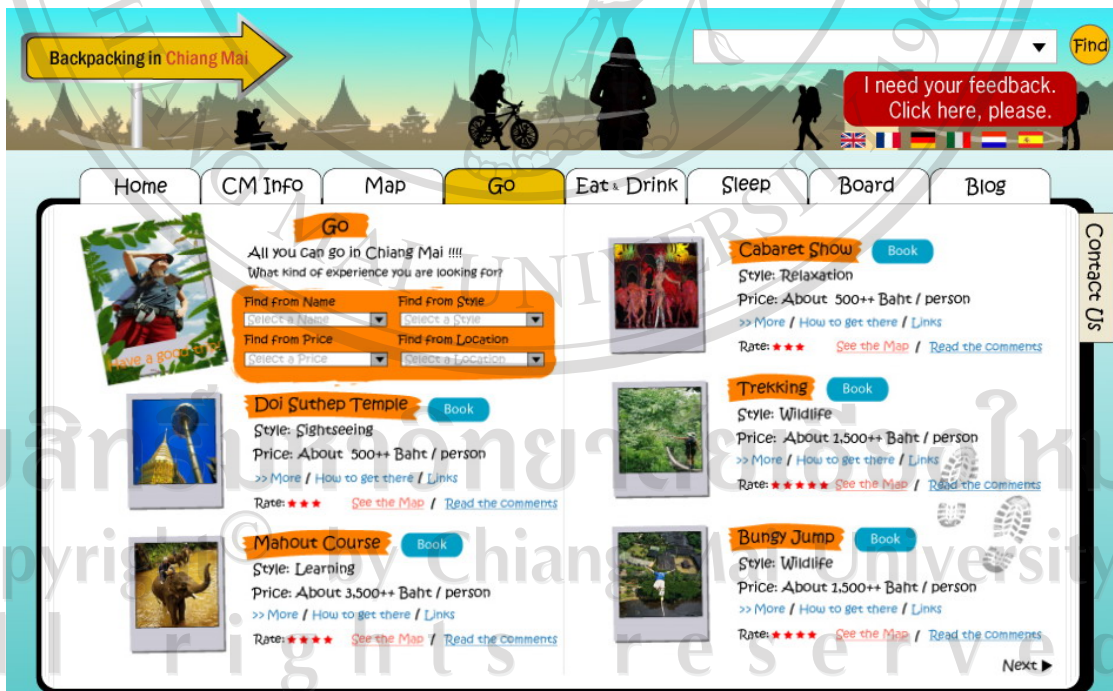 Backpacking in Chiang Mai
Find
I need your feedback.
Click here, please.
Home CM Info Map Go Eat & Drink Sleep Board Blog
Contact Us
Go
All you can go in Chiang Mai !!!!
What kind of experience you are looking for?
Find from Name Find from Style
Select a Name Select a Style
Find from Price Find from Location
Select a Price Select a Location
Have a good
Doi Suthep Temple Book
Style: Sightseeing
Price: About 500++ Baht / person
>> More / How to get there / Links
Rate: ★★★ See the Map / Read the comments
Mahout Course Book
Style: Learning
Price: About 3,500++ Baht / person
>> More / How to get there / Links
Rate: ★★★★ See the Map / Read the comments
Cabaret Show Book
Style: Relaxation
Price: About 500++ Baht / person
>> More / How to get there / Links
Rate: ★★★ See the Map / Read the comments
Trekking Book
Style: Wildlife
Price: About 1,500++ Baht / person
>> More / How to get there / Links
Rate: ★★★★★ See the Map / Read the comments
Bungy Jump Book
Style: Wildlife
Price: About 1,500++ Baht / person
>> More / How to get there / Links
Rate: ★★★★ See the Map / Read the comments
Next ▶
by Chiang Mai University
rights reserved